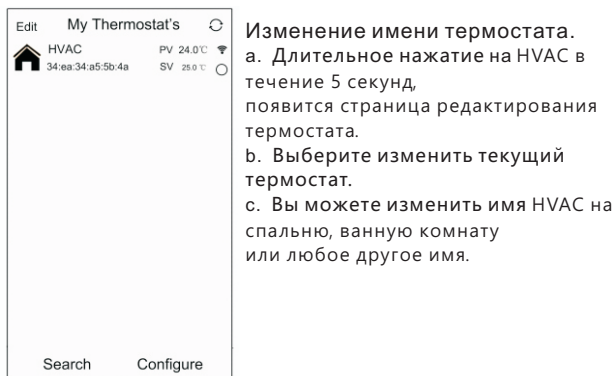 Edit My Thermostat's
HVAC PV 24.0℃
34:ea:34:a5:5b:4a SV 25.0℃
Search Configure
Изменение имени термостата.
a. Длительное нажатие на HVAC в
течение 5 секунд,
появится страница редактирования
термостата.
b. Выберите изменить текущий
термостат.
c. Вы можете изменить имя HVAC на
спальню, ванную комнату
или любое другое имя.